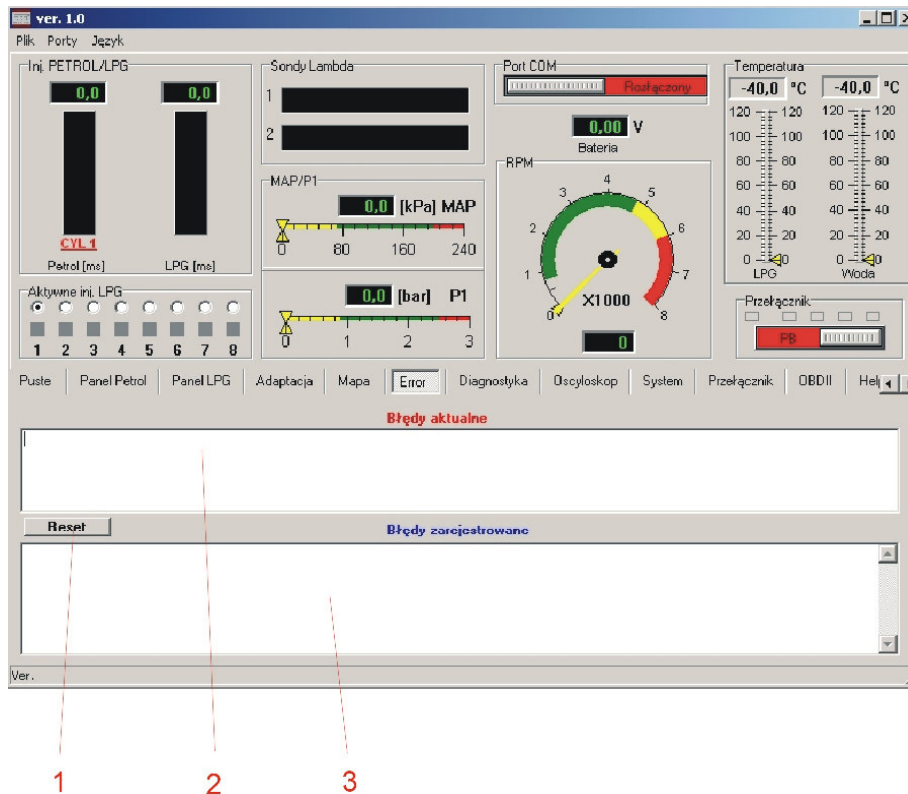 ver. 1.0
Plik Porty Język
Inj. PETROL/LPG
0,0 0,0
CYL 1
Petrol [ms] LPG [ms]
Aktywne inj. LPG
1 2 3 4 5 6 7 8
Sondy Lambda
1
2
MAP/P1
0,0 [kPa] MAP
0 80 160 240
0,0 [bar] P1
0 1 2 3
Port COM
Rozłączony
0,00 V
Bateria
RPM
0 1 2 3 4 5 6 7 8
X1000
0
Temperatura
-40,0 °C -40,0 °C
120 120 120 120
100 100 100 100
80 80 80 80
60 60 60 60
40 40 40 40
20 20 20 20
0 0 0 0
LPG Woda
Przełącznik
PB
Puste Panel Petrol Panel LPG Adaptacja Mapa Error Diagnostyka Oscyloskop System Przełącznik OBDII Help
Błędy aktualne
Reset Błędy zarejestrowane
Ver.
1 2 3